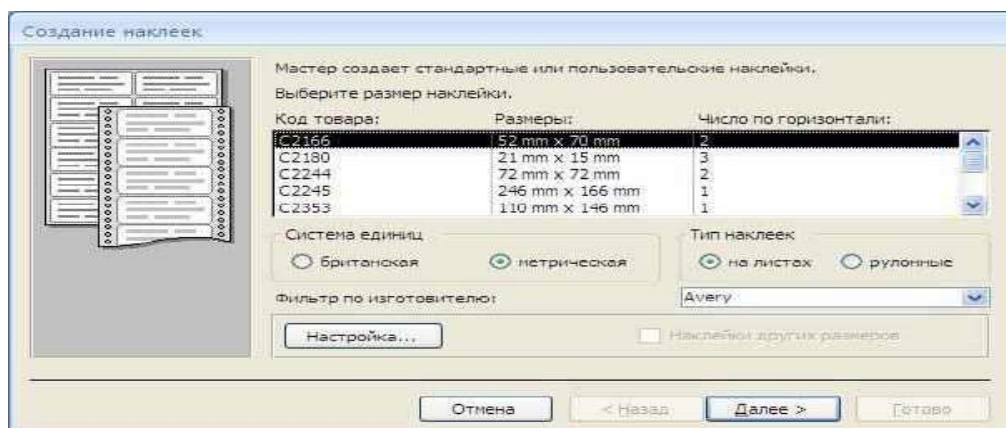 Создание наклеек
Мастер создает стандартные или пользовательские наклейки.
Выберите размер наклейки.
Код товара: Размеры: Число по горизонтали:
C2166 52 mm x 70 mm 2
C2180 21 mm x 15 mm 3
C2244 72 mm x 72 mm 2
C2245 246 mm x 166 mm 1
C2353 110 mm x 146 mm 1
Система единиц Тип наклеек
британская метрическая на листах рулонные
Фильтр по изготовителю: Avery
Настройка... Наклейки других размеров
Отмена < Назад Далее > Готово